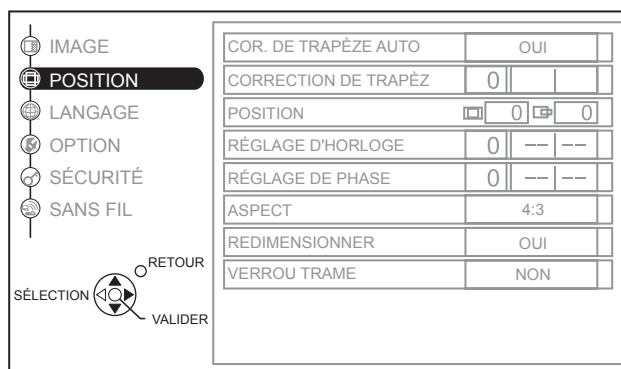 IMAGE
POSITION
LANGAGE
OPTION
SÉCURITÉ
SANS FIL
RETOUR
SÉLECTION
VALIDER
COR. DE TRAPÈZE AUTO OUI
CORRECTION DE TRAPÈZ 0
POSITION 0 0
RÉGLAGE D'HORLOGE 0 -- --
RÉGLAGE DE PHASE 0 -- --
ASPECT 4:3
REDIMENSIONNER OUI
VERROU TRAME NON